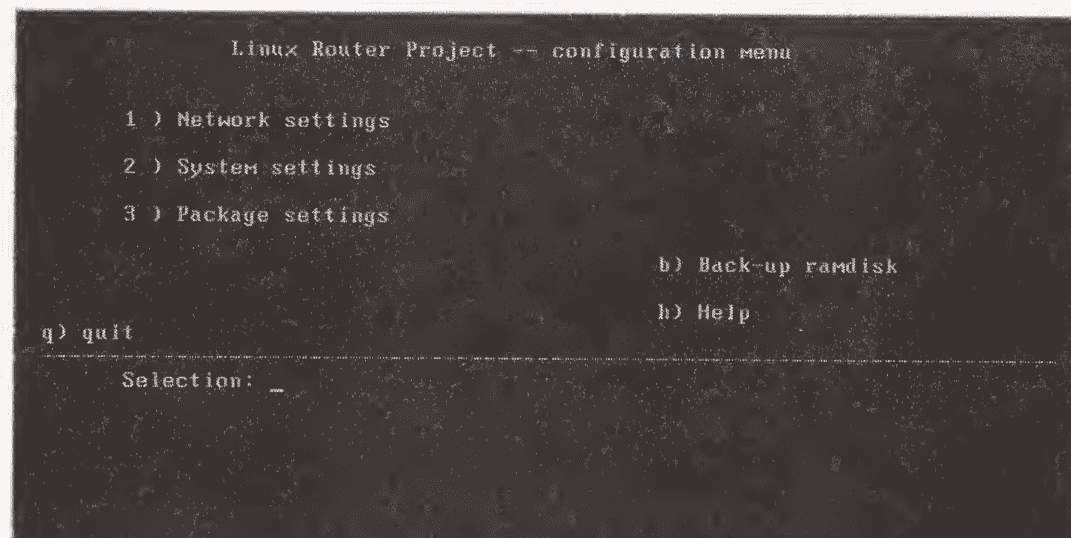 Linux Router Project -- configuration menu
1 ) Network settings
2 ) System settings
3 ) Package settings
b) Back-up ramdisk
h) Help
q) quit
Selection: _